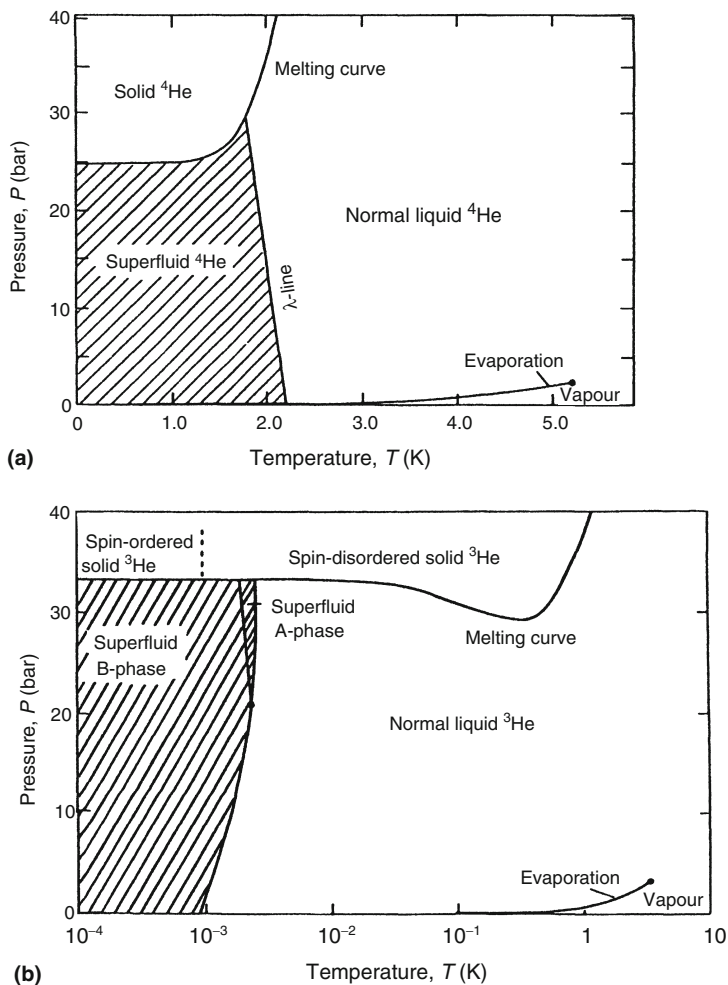 40
30
20
10
0
Pressure, P (bar)
Solid ⁴He
Melting curve
Normal liquid ⁴He
Superfluid ⁴He
λ-line
Evaporation
Vapour
0 1.0 2.0 3.0 4.0 5.0
(a)
Temperature, T (K)
40
30
20
10
0
Pressure, P (bar)
Spin-ordered
solid ³He
Spin-disordered solid ³He
Superfluid
A-phase
Superfluid
B-phase
Melting curve
Normal liquid ³He
Evaporation
Vapour
10⁻⁴ 10⁻³ 10⁻² 10⁻¹ 1 10
(b)
Temperature, T (K)